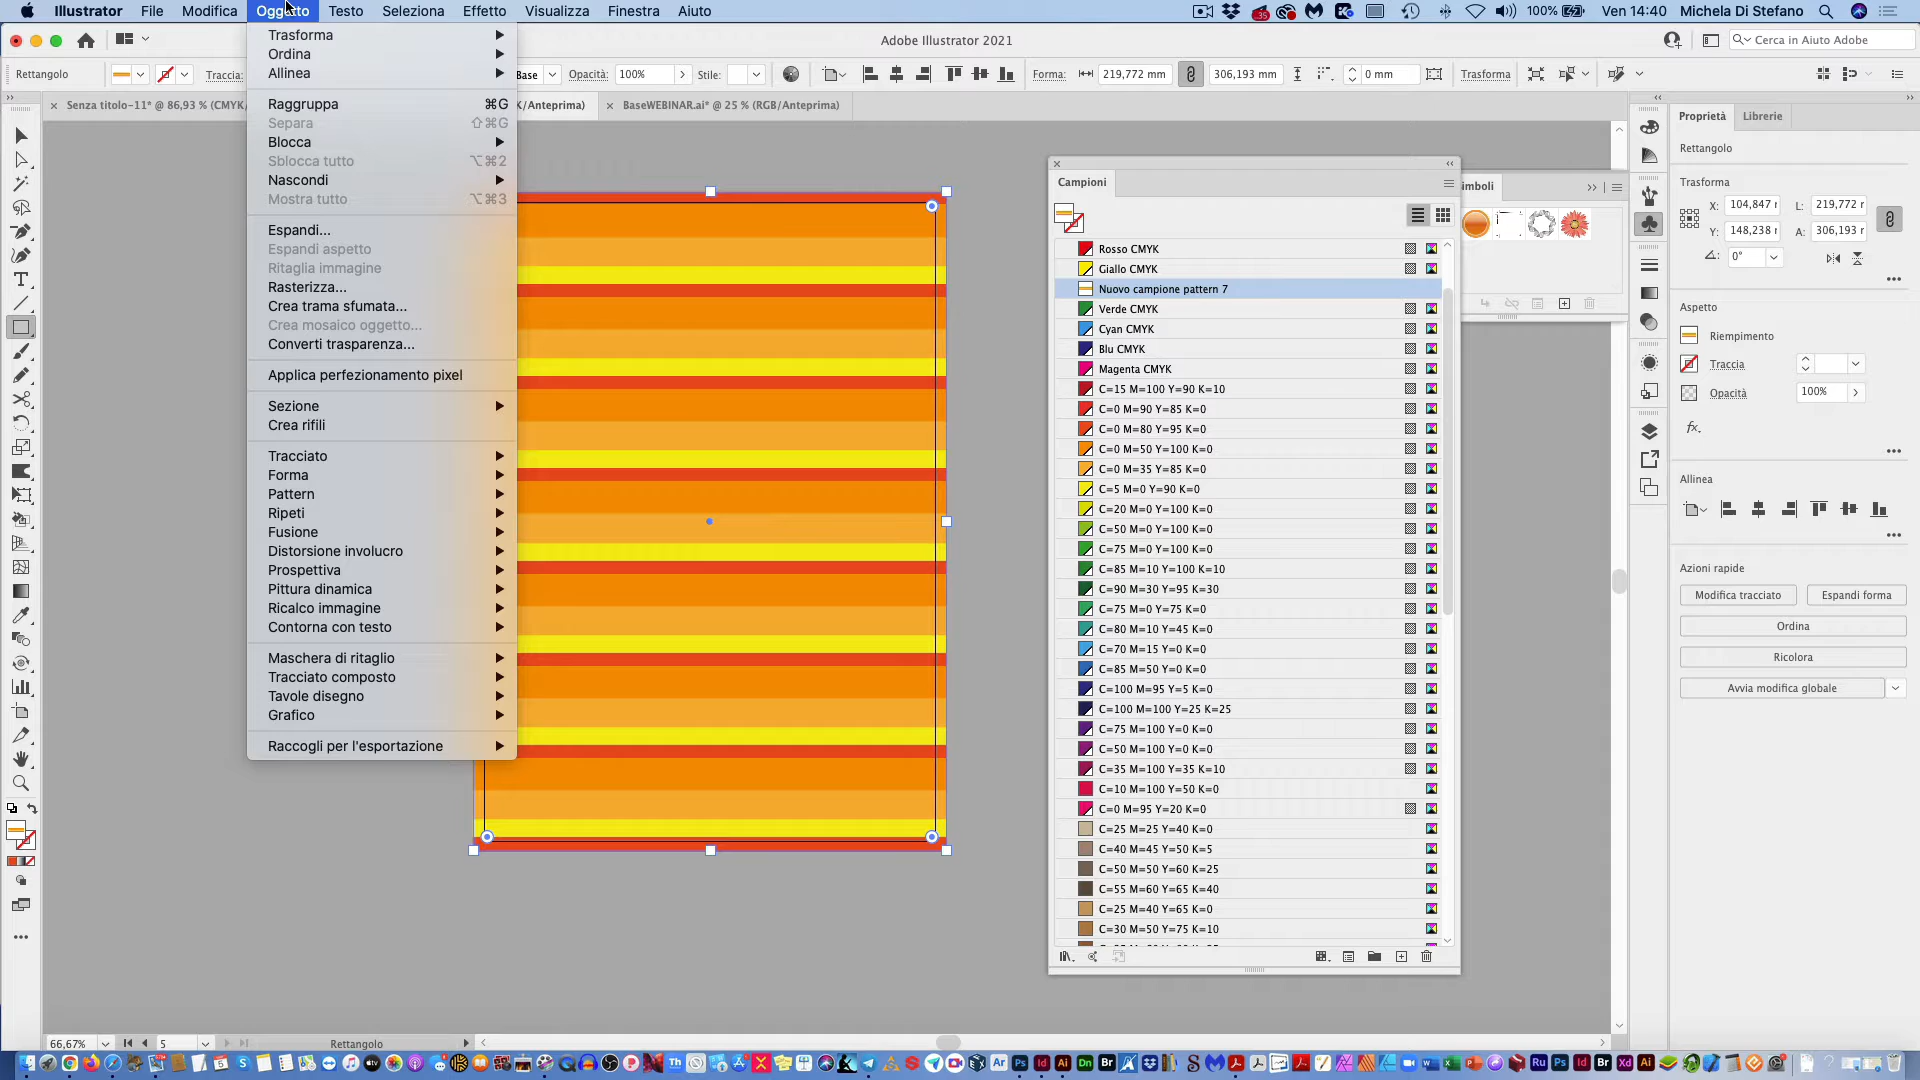 Illustrator File Modifica Oggetto Testo Seleziona Effetto Visualizza Finestra Aiuto 35 100% Ven 14:40 Michela Di Stefano
Adobe Illustrator 2021 Cerca in Aiuto Adobe
Rettangolo Traccia: Base Opacità: 100% Stile: Forma: 219,772 mm 306,193 mm 0 mm Trasforma
Senza titolo-11* @ 86,93 % (CMYK/ K/Anteprima) BaseWEBINAR.ai* @ 25 % (RGB/Anteprima)
Trasforma
Ordina
Allinea
Raggruppa ⌘G
Separa ⇧⌘G
Blocca
Sblocca tutto ⌥⌘2
Nascondi
Mostra tutto ⌥⌘3
Espandi...
Espandi aspetto
Ritaglia immagine
Rasterizza...
Crea trama sfumata...
Crea mosaico oggetto...
Converti trasparenza...
Applica perfezionamento pixel
Sezione
Crea rifili
Tracciato
Forma
Pattern
Ripeti
Fusione
Distorsione involucro
Prospettiva
Pittura dinamica
Ricalco immagine
Contorna con testo
Maschera di ritaglio
Tracciato composto
Tavole disegno
Grafico
Raccogli per l'esportazione
Campioni
Rosso CMYK
Giallo CMYK
Nuovo campione pattern 7
Verde CMYK
Cyan CMYK
Blu CMYK
Magenta CMYK
C=15 M=100 Y=90 K=10
C=0 M=90 Y=85 K=0
C=0 M=80 Y=95 K=0
C=0 M=50 Y=100 K=0
C=0 M=35 Y=85 K=0
C=5 M=0 Y=90 K=0
C=20 M=0 Y=100 K=0
C=50 M=0 Y=100 K=0
C=75 M=0 Y=100 K=0
C=85 M=10 Y=100 K=10
C=90 M=30 Y=95 K=30
C=75 M=0 Y=75 K=0
C=80 M=10 Y=45 K=0
C=70 M=15 Y=0 K=0
C=85 M=50 Y=0 K=0
C=100 M=95 Y=5 K=0
C=100 M=100 Y=25 K=25
C=75 M=100 Y=0 K=0
C=50 M=100 Y=0 K=0
C=35 M=100 Y=35 K=10
C=10 M=100 Y=50 K=0
C=0 M=95 Y=20 K=0
C=25 M=25 Y=40 K=0
C=40 M=45 Y=50 K=5
C=50 M=50 Y=60 K=25
C=55 M=60 Y=65 K=40
C=25 M=40 Y=65 K=0
C=30 M=50 Y=75 K=10
imboli
Proprietà Librerie
Rettangolo
Trasforma
X: 104,847 r L: 219,772 r
Y: 148,238 r A: 306,193 r
0°
Aspetto
Riempimento
Traccia
Opacità 100%
fx.
Allinea
Azioni rapide
Modifica tracciato Espandi forma
Ordina
Ricolora
Avvia modifica globale
66,67% 5 Rettangolo